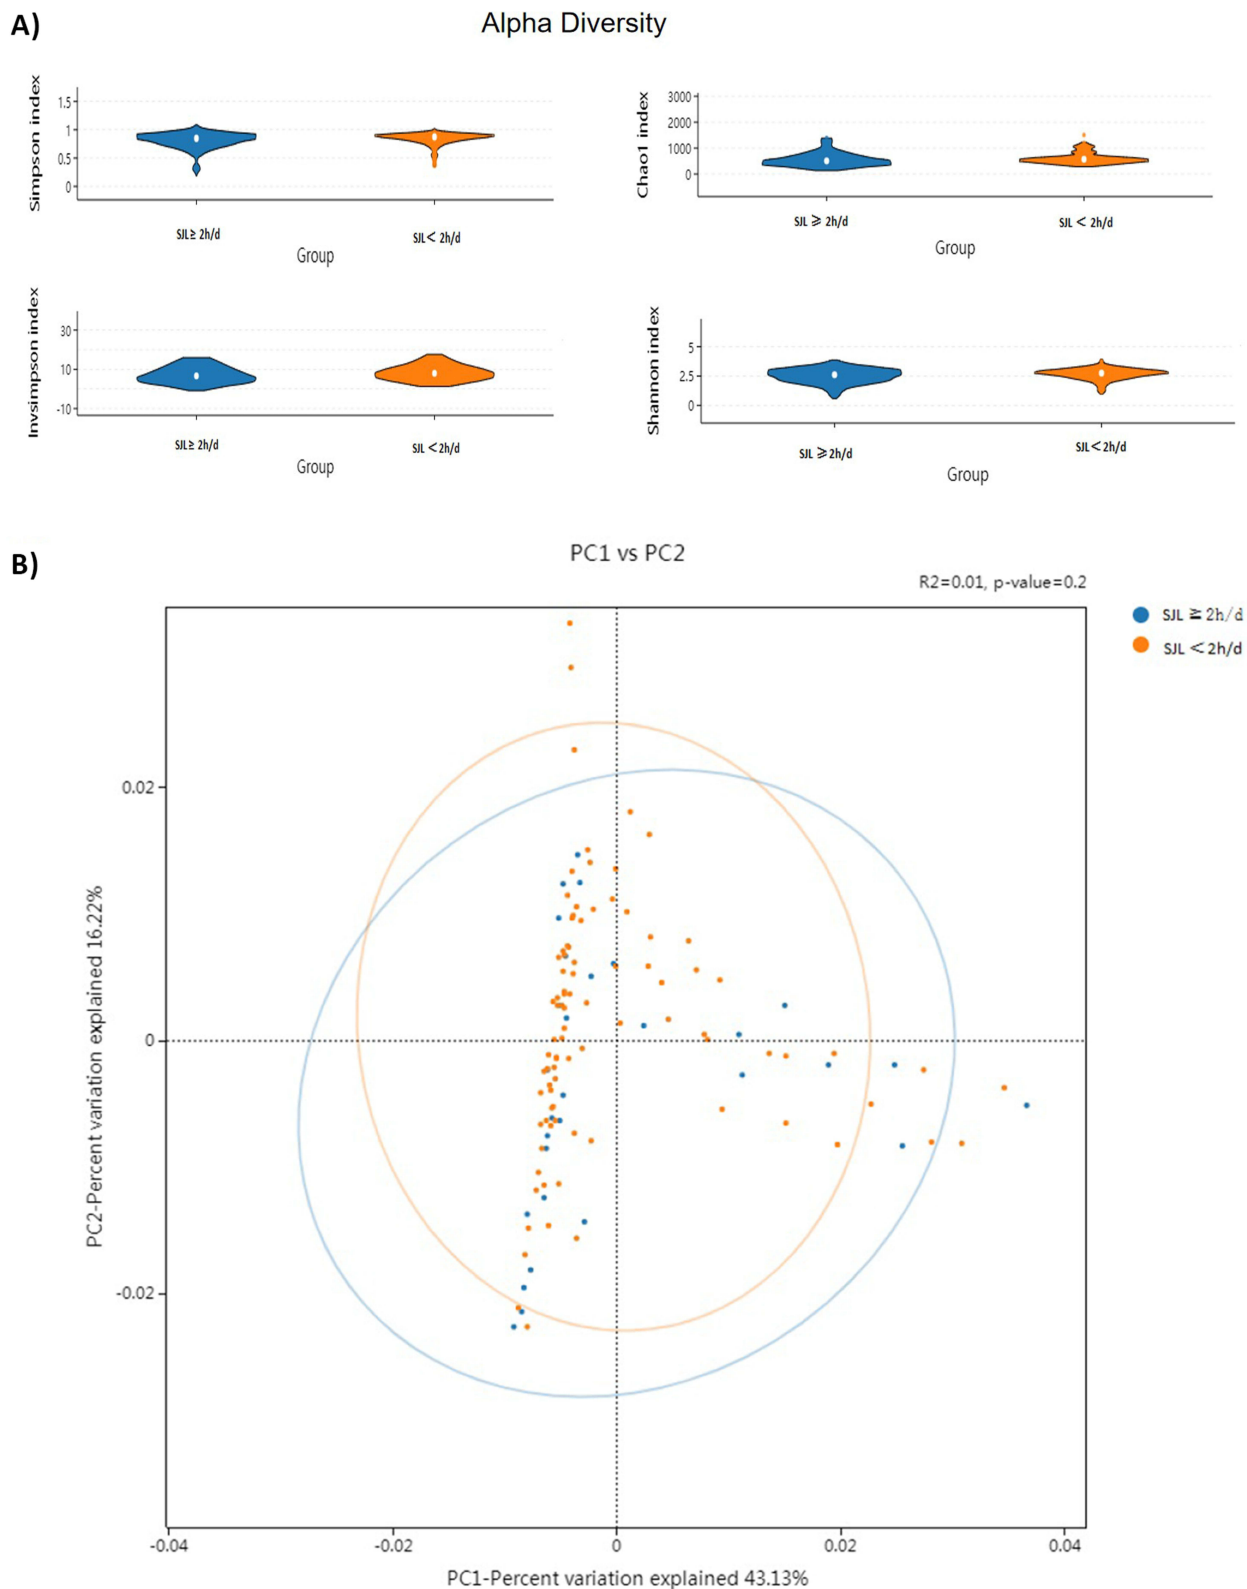 A)
Alpha Diversity
Simpson index
1.5
1
0.5
0
SJL≥ 2h/d
SJL< 2h/d
Group
Chao1 index
3000
2000
1000
0
SJL ⩾ 2h/d
SJL < 2h/d
Group
Invsimpson index
30
10
-10
SJL≥ 2h/d
SJL <2h/d
Group
Shannon index
5
2.5
0
SJL ⩾2h/d
SJL<2h/d
Group
B)
PC1 vs PC2
R2=0.01, p-value=0.2
SJL ≧ 2h/d
SJL <2h/d
PC2-Percent variation explained 16.22%
0.02
0
-0.02
-0.04
-0.02
0
0.02
0.04
PC1-Percent variation explained 43.13%